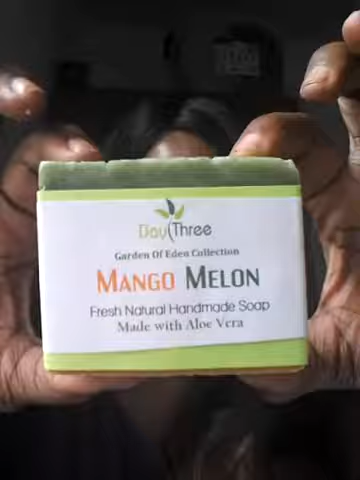 Day Three
Garden Of Eden Collection
MANGO MELON
Fresh Natural Handmade Soap
Made with Aloe Vera